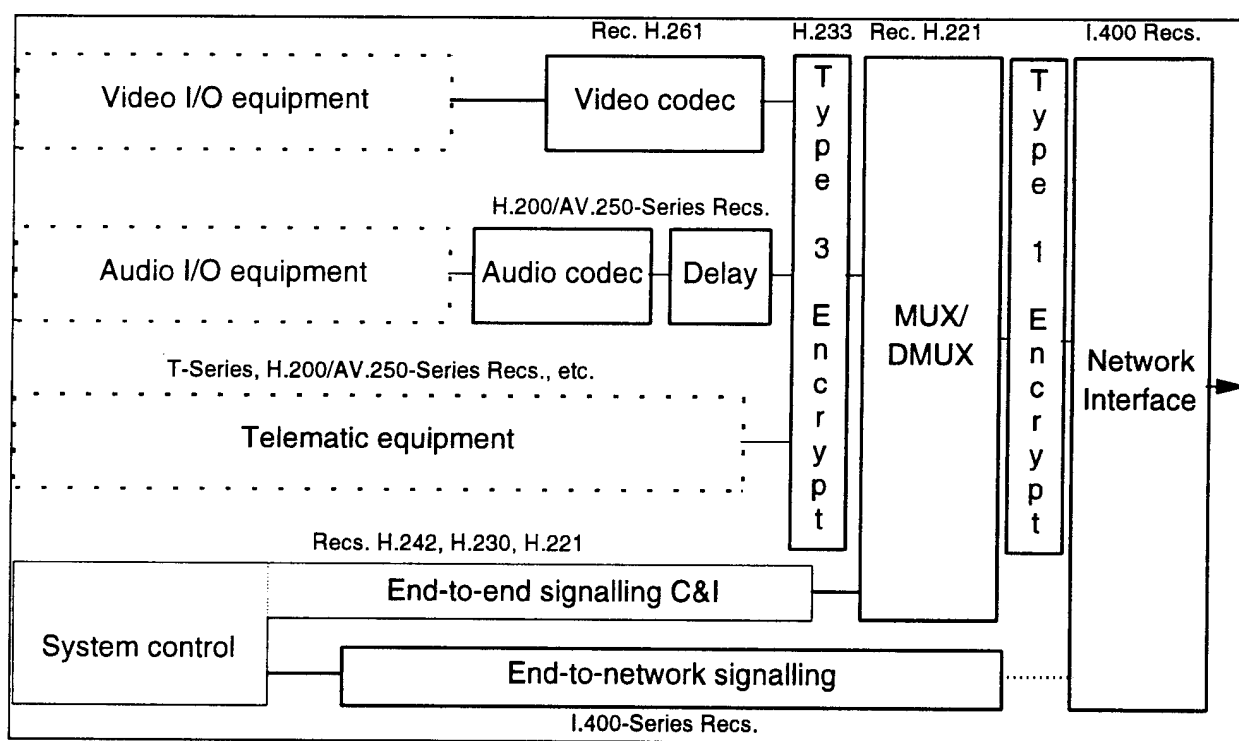 Rec. H.261
H.233
Rec. H.221
I.400 Recs.
Video I/O equipment
Video codec
Type 3 Encrypt
Type 1 Encrypt
H.200/AV.250-Series Recs.
Audio I/O equipment
Audio codec
Delay
MUX/
DMUX
Network
Interface
T-Series, H.200/AV.250-Series Recs., etc.
Telematic equipment
Recs. H.242, H.230, H.221
End-to-end signalling C&I
System control
End-to-network signalling
I.400-Series Recs.